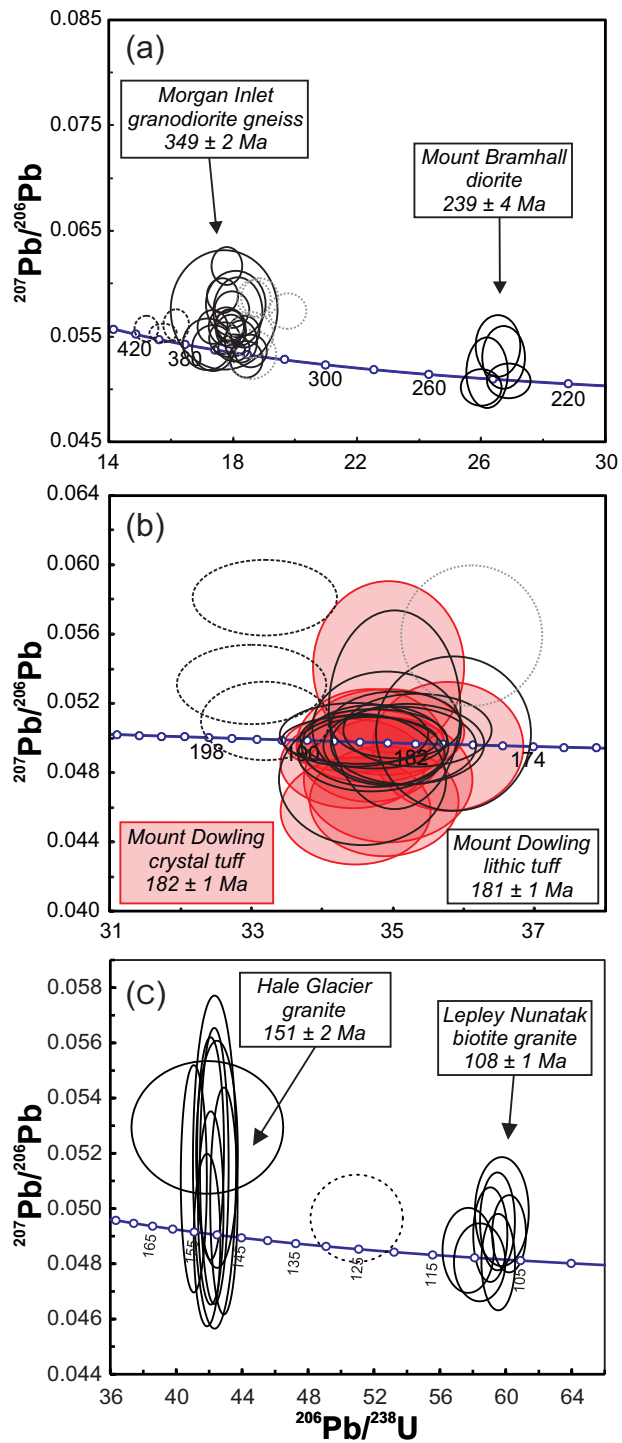 0.085
(a)
Morgan Inlet
granodiorite gneiss
349 ± 2 Ma
0.075
Mount Bramhall
diorite
239 ± 4 Ma
²⁰⁷Pb/²⁰⁶Pb
0.065
0.055
420
380
300
260
220
0.045
14
18
22
26
30
0.064
(b)
0.060
0.056
²⁰⁷Pb/²⁰⁶Pb
0.052
198
190
182
174
0.048
0.044
Mount Dowling
crystal tuff
182 ± 1 Ma
Mount Dowling
lithic tuff
181 ± 1 Ma
0.040
31
33
35
37
(c)
0.058
Hale Glacier
granite
151 ± 2 Ma
Lepley Nunatak
biotite granite
108 ± 1 Ma
0.056
0.054
²⁰⁷Pb/²⁰⁶Pb
0.052
0.050
165
155
145
135
125
115
105
0.048
0.046
0.044
36
40
44
48
52
56
60
64
²⁰⁶Pb/²³⁸U